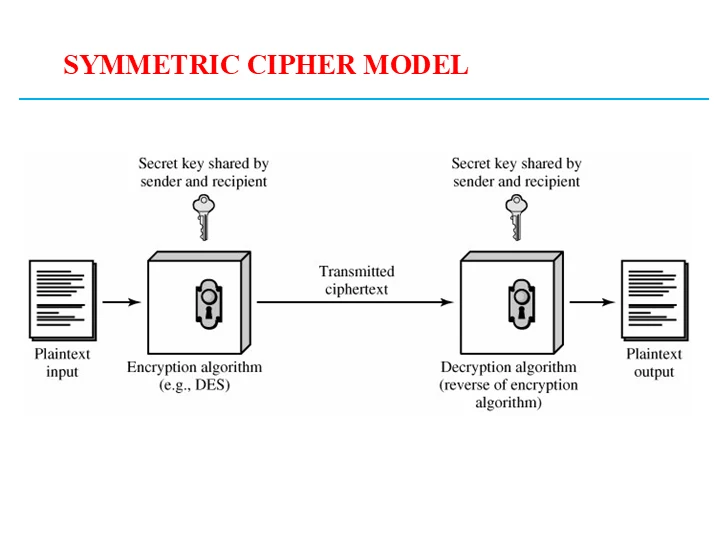 SYMMETRIC CIPHER MODEL
Secret key shared by
sender and recipient
Secret key shared by
sender and recipient
Transmitted
ciphertext
Plaintext
input
Encryption algorithm
(e.g., DES)
Decryption algorithm
(reverse of encryption
algorithm)
Plaintext
output